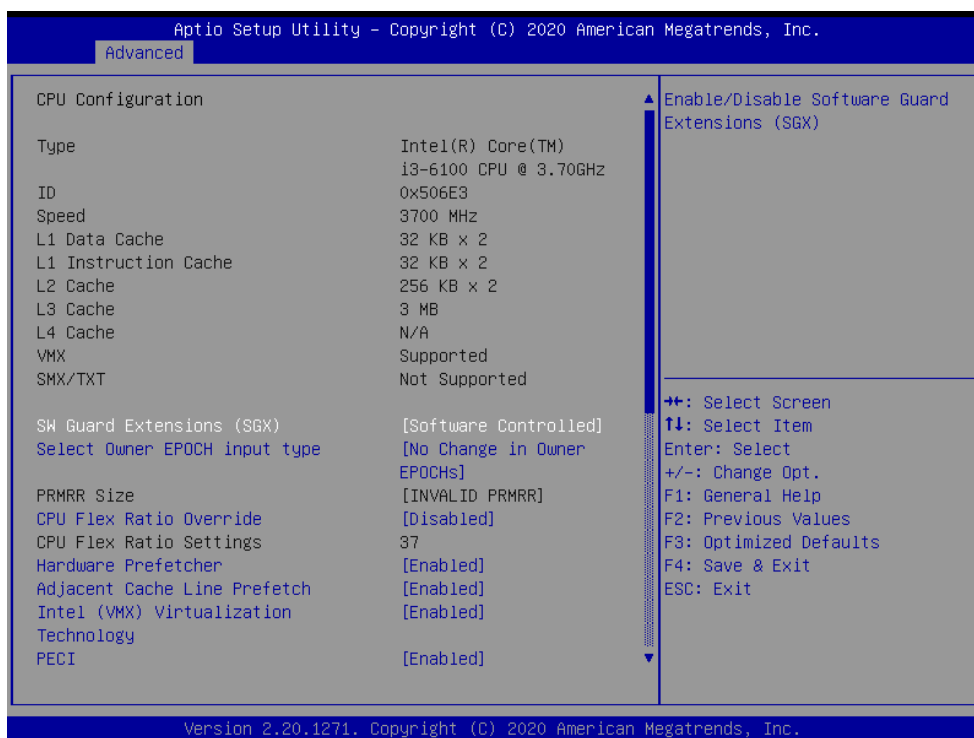 Aptio Setup Utility – Copyright (C) 2020 American Megatrends, Inc.
Advanced
CPU Configuration
Type Intel(R) Core(TM)
i3-6100 CPU @ 3.70GHz
ID 0x506E3
Speed 3700 MHz
L1 Data Cache 32 KB x 2
L1 Instruction Cache 32 KB x 2
L2 Cache 256 KB x 2
L3 Cache 3 MB
L4 Cache N/A
VMX Supported
SMX/TXT Not Supported
SW Guard Extensions (SGX) [Software Controlled]
Select Owner EPOCH input type [No Change in Owner
EPOCHs]
PRMRR Size [INVALID PRMRR]
CPU Flex Ratio Override [Disabled]
CPU Flex Ratio Settings 37
Hardware Prefetcher [Enabled]
Adjacent Cache Line Prefetch [Enabled]
Intel (VMX) Virtualization [Enabled]
Technology
PECI [Enabled]
Enable/Disable Software Guard
Extensions (SGX)
→←: Select Screen
↑↓: Select Item
Enter: Select
+/-: Change Opt.
F1: General Help
F2: Previous Values
F3: Optimized Defaults
F4: Save & Exit
ESC: Exit
Version 2.20.1271. Copyright (C) 2020 American Megatrends, Inc.